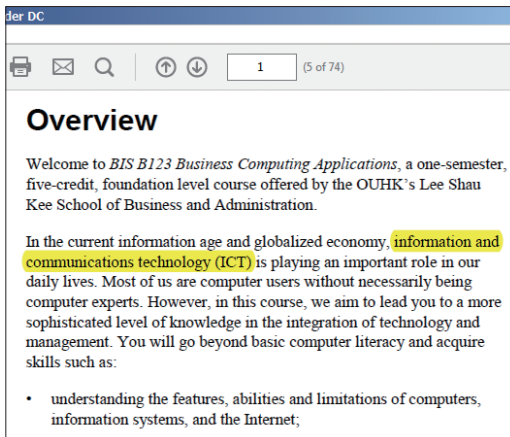 der DC
1 (5 of 74)
Overview
Welcome to BIS B123 Business Computing Applications, a one-semester,
five-credit, foundation level course offered by the OUHK's Lee Shau
Kee School of Business and Administration.
In the current information age and globalized economy, information and
communications technology (ICT) is playing an important role in our
daily lives. Most of us are computer users without necessarily being
computer experts. However, in this course, we aim to lead you to a more
sophisticated level of knowledge in the integration of technology and
management. You will go beyond basic computer literacy and acquire
skills such as:
• understanding the features, abilities and limitations of computers,
information systems, and the Internet;